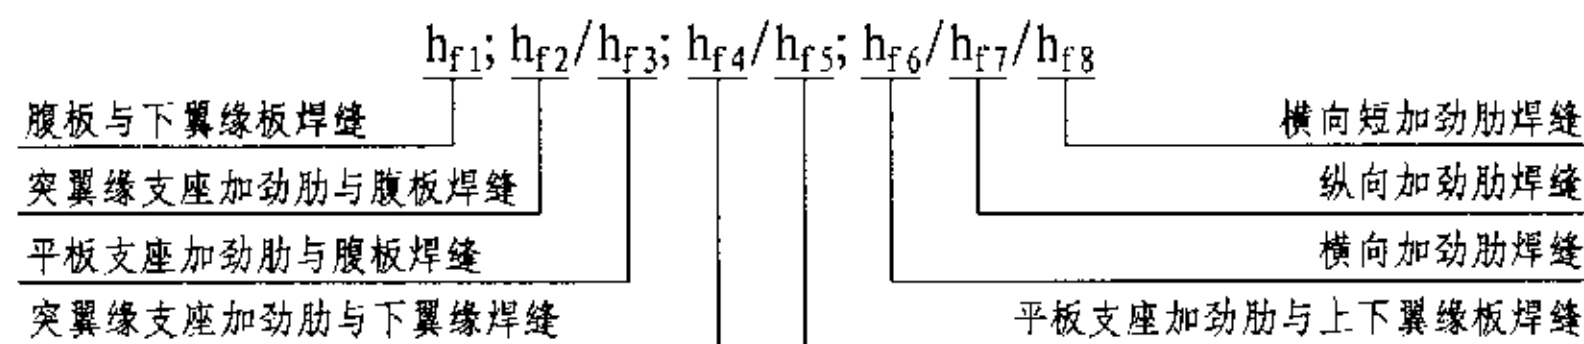 hf1; hf2/hf3; hf4/hf5; hf6/hf7/hf8
腹板与下翼缘板焊缝
横向短加劲肋焊缝
突翼缘支座加劲肋与腹板焊缝
纵向加劲肋焊缝
平板支座加劲肋与腹板焊缝
横向加劲肋焊缝
突翼缘支座加劲肋与下翼缘焊缝
平板支座加劲肋与上下翼缘板焊缝